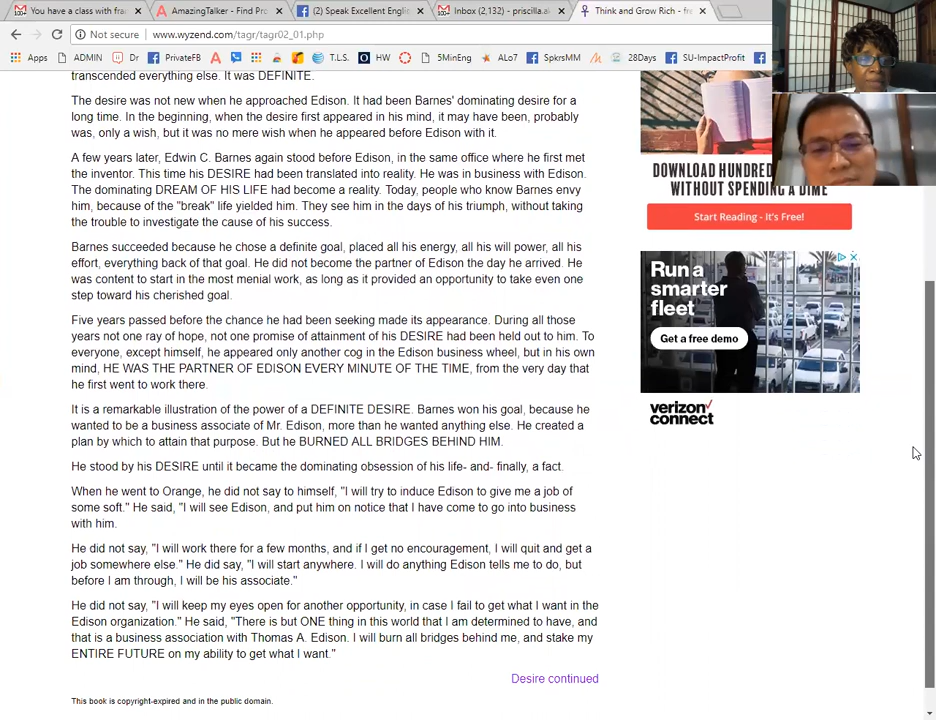 You have a class with fra
AmazingTalker - Find Pro
(2) Speak Excellent Englis
Inbox (2,132) - priscilla.al
Think and Grow Rich - fre
Not secure www.wyzend.com/tagr/tagr02_01.php
Apps ADMIN Dr PrivateFB T.T.S. HW 5MinEng ALo7 SpkrsMM 28Days SU-ImpactProfit
transcended everything else. It was DEFINITE.
The desire was not new when he approached Edison. It had been Barnes' dominating desire for a
long time. In the beginning, when the desire first appeared in his mind, it may have been, probably
was, only a wish, but it was no mere wish when he appeared before Edison with it.
A few years later, Edwin C. Barnes again stood before Edison, in the same office where he first met
the inventor. This time his DESIRE had been translated into reality. He was in business with Edison.
The dominating DREAM OF HIS LIFE had become a reality. Today, people who know Barnes envy
him, because of the "break" life yielded him. They see him in the days of his triumph, without taking
the trouble to investigate the cause of his success.
Barnes succeeded because he chose a definite goal, placed all his energy, all his will power, all his
effort, everything back of that goal. He did not become the partner of Edison the day he arrived. He
was content to start in the most menial work, as long as it provided an opportunity to take even one
step toward his cherished goal.
Five years passed before the chance he had been seeking made its appearance. During all those
years not one ray of hope, not one promise of attainment of his DESIRE had been held out to him. To
everyone, except himself, he appeared only another cog in the Edison business wheel, but in his own
mind, HE WAS THE PARTNER OF EDISON EVERY MINUTE OF THE TIME, from the very day that
he first went to work there.
It is a remarkable illustration of the power of a DEFINITE DESIRE. Barnes won his goal, because he
wanted to be a business associate of Mr. Edison, more than he wanted anything else. He created a
plan by which to attain that purpose. But he BURNED ALL BRIDGES BEHIND HIM.
He stood by his DESIRE until it became the dominating obsession of his life- and- finally, a fact.
When he went to Orange, he did not say to himself, "I will try to induce Edison to give me a job of
some soft." He said, "I will see Edison, and put him on notice that I have come to go into business
with him.
He did not say, "I will work there for a few months, and if I get no encouragement, I will quit and get a
job somewhere else." He did say, "I will start anywhere. I will do anything Edison tells me to do, but
before I am through, I will be his associate."
He did not say, "I will keep my eyes open for another opportunity, in case I fail to get what I want in the
Edison organization." He said, "There is but ONE thing in this world that I am determined to have, and
that is a business association with Thomas A. Edison. I will burn all bridges behind me, and stake my
ENTIRE FUTURE on my ability to get what I want."
Desire continued
This book is copyright-expired and in the public domain.
DOWNLOAD HUNDRED
WITHOUT SPENDING A DIME
Start Reading - It's Free!
Run a
smarter
fleet
Get a free demo
verizon
connect